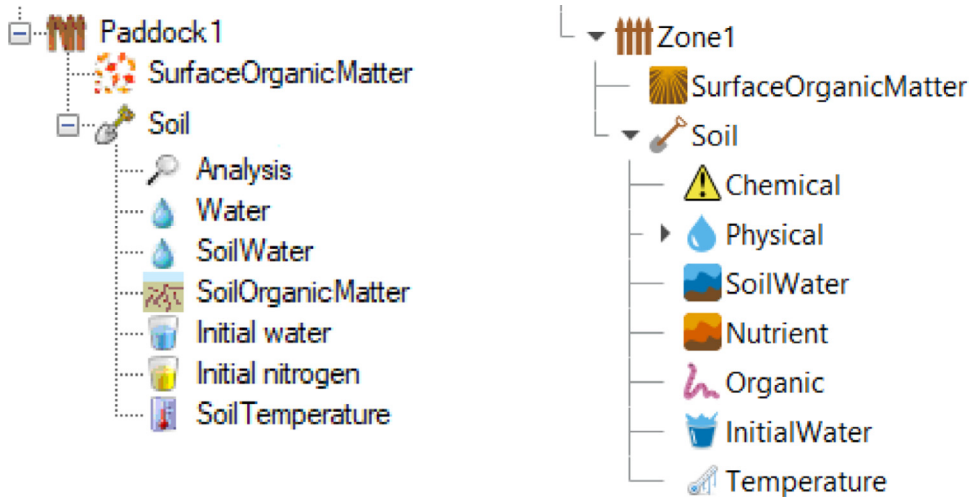 Paddock1
SurfaceOrganicMatter
Soil
Analysis
Water
SoilWater
SoilOrganicMatter
Initial water
Initial nitrogen
SoilTemperature
Zone1
SurfaceOrganicMatter
Soil
Chemical
Physical
SoilWater
Nutrient
Organic
InitialWater
Temperature